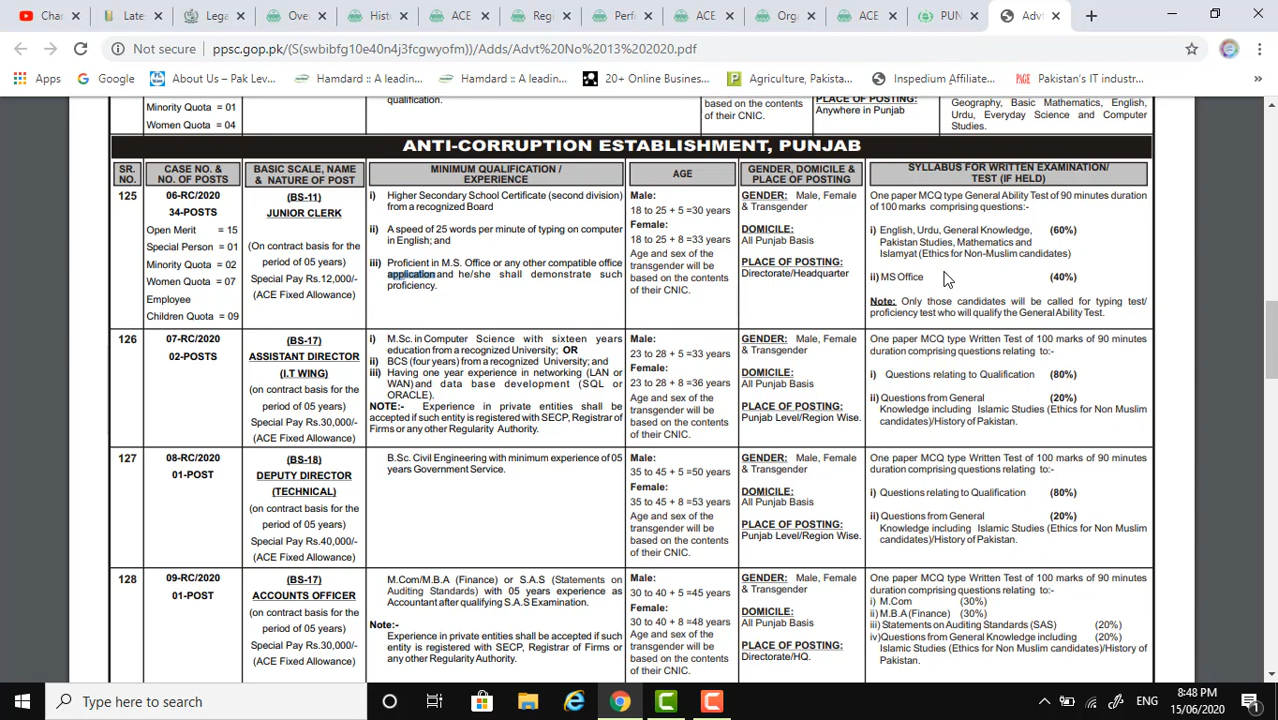 Char
Late
Lega
Ove
Hist
ACE
Reg
Perf
ACE
Org
ACE
PUN
Advt
Not secure
ppsc.gop.pk/(S(swbibfg10e40n4j3fcgwyofm))/Adds/Advt%20No%2013%202020.pdf
Apps
Google
About Us – Pak Lev...
Hamdard :: A leadin...
Hamdard :: A leadin...
20+ Online Busines...
Agriculture, Pakista...
Inspedium Affiliate...
Pakistan's IT industr...
»
Minority Quota = 01
Women Quota = 04
qualification.
based on the contents
of their CNIC.
PLACE OF POSTING:
Anywhere in Punjab
Geography, Basic Mathematics, English,
Urdu, Everyday Science and Computer
Studies.
ANTI-CORRUPTION ESTABLISHMENT, PUNJAB
SR.
NO.
CASE NO. &
NO. OF POSTS
BASIC SCALE, NAME
& NATURE OF POST
MINIMUM QUALIFICATION /
EXPERIENCE
AGE
GENDER, DOMICILE &
PLACE OF POSTING
SYLLABUS FOR WRITTEN EXAMINATION/
TEST (IF HELD)
125
06-RC/2020
34-POSTS
Open Merit = 15
Special Person = 01
Minority Quota = 02
Women Quota = 07
Employee
Children Quota = 09
(BS-11)
JUNIOR CLERK
(On contract basis for the
period of 05 years)
Special Pay Rs.12,000/-
(ACE Fixed Allowance)
i) Higher Secondary School Certificate (second division)
from a recognized Board
ii) A speed of 25 words per minute of typing on computer
in English; and
iii) Proficient in M.S. Office or any other compatible office
application and he/she shall demonstrate such
proficiency.
Male:
18 to 25 + 5 =30 years
Female:
18 to 25 + 8 =33 years
Age and sex of the
transgender will be
based on the contents
of their CNIC.
GENDER: Male, Female
& Transgender
DOMICILE:
All Punjab Basis
PLACE OF POSTING:
Directorate/Headquarter
One paper MCQ type General Ability Test of 90 minutes duration
of 100 marks comprising questions:-
i) English, Urdu, General Knowledge, (60%)
Pakistan Studies, Mathematics and
Islamyat (Ethics for Non-Muslim candidates)
ii) MS Office (40%)
Note: Only those candidates will be called for typing test/
proficiency test who will qualify the General Ability Test.
126
07-RC/2020
02-POSTS
(BS-17)
ASSISTANT DIRECTOR
(I.T WING)
(on contract basis for the
period of 05 years)
Special Pay Rs.30,000/-
(ACE Fixed Allowance)
i) M.Sc. in Computer Science with sixteen years
education from a recognized University; OR
ii) BCS (four years) from a recognized University; and
iii) Having one year experience in networking (LAN or
WAN) and data base development (SQL or
ORACLE).
NOTE:- Experience in private entities shall be
accepted if such entity is registered with SECP, Registrar of
Firms or any other Regularity Authority.
Male:
23 to 28 + 5 =33 years
Female:
23 to 28 + 8 =36 years
Age and sex of the
transgender will be
based on the contents
of their CNIC.
GENDER: Male, Female
& Transgender
DOMICILE:
All Punjab Basis
PLACE OF POSTING:
Punjab Level/Region Wise.
One paper MCQ type Written Test of 100 marks of 90 minutes
duration comprising questions relating to:-
i) Questions relating to Qualification (80%)
ii) Questions from General (20%)
Knowledge including Islamic Studies (Ethics for Non Muslim
candidates)/History of Pakistan.
127
08-RC/2020
01-POST
(BS-18)
DEPUTY DIRECTOR
(TECHNICAL)
(on contract basis for the
period of 05 years)
Special Pay Rs.40,000/-
(ACE Fixed Allowance)
B.Sc. Civil Engineering with minimum experience of 05
years Government Service.
Male:
35 to 45 + 5 =50 years
Female:
35 to 45 + 8 =53 years
Age and sex of the
transgender will be
based on the contents
of their CNIC.
GENDER: Male, Female
& Transgender
DOMICILE:
All Punjab Basis
PLACE OF POSTING:
Punjab Level/Region Wise.
One paper MCQ type Written Test of 100 marks of 90 minutes
duration comprising questions relating to:-
i) Questions relating to Qualification (80%)
ii) Questions from General (20%)
Knowledge including Islamic Studies (Ethics for Non Muslim
candidates)/History of Pakistan.
128
09-RC/2020
01-POST
(BS-17)
ACCOUNTS OFFICER
(on contract basis for the
period of 05 years)
Special Pay Rs.30,000/-
(ACE Fixed Allowance)
M.Com/M.B.A (Finance) or S.A.S (Statements on
Auditing Standards) with 05 years experience as
Accountant after qualifying S.A.S Examination.
Note:-
Experience in private entities shall be accepted if such
entity is registered with SECP, Registrar of Firms or
any other Regularity Authority.
Male:
30 to 40 + 5 =45 years
Female:
30 to 40 + 8 =48 years
Age and sex of the
transgender will be
based on the contents
of their CNIC.
GENDER: Male, Female
& Transgender
DOMICILE:
All Punjab Basis
PLACE OF POSTING:
Directorate/HQ.
One paper MCQ type Written Test of 100 marks of 90 minutes
duration comprising questions relating to:-
i) M.Com (30%)
ii) M.B.A (Finance) (30%)
iii) Statements on Auditing Standards (SAS) (20%)
iv) Questions from General Knowledge including (20%)
Islamic Studies (Ethics for Non Muslim candidates)/History of
Pakistan.
Type here to search
ENG
8:48 PM
15/06/2020